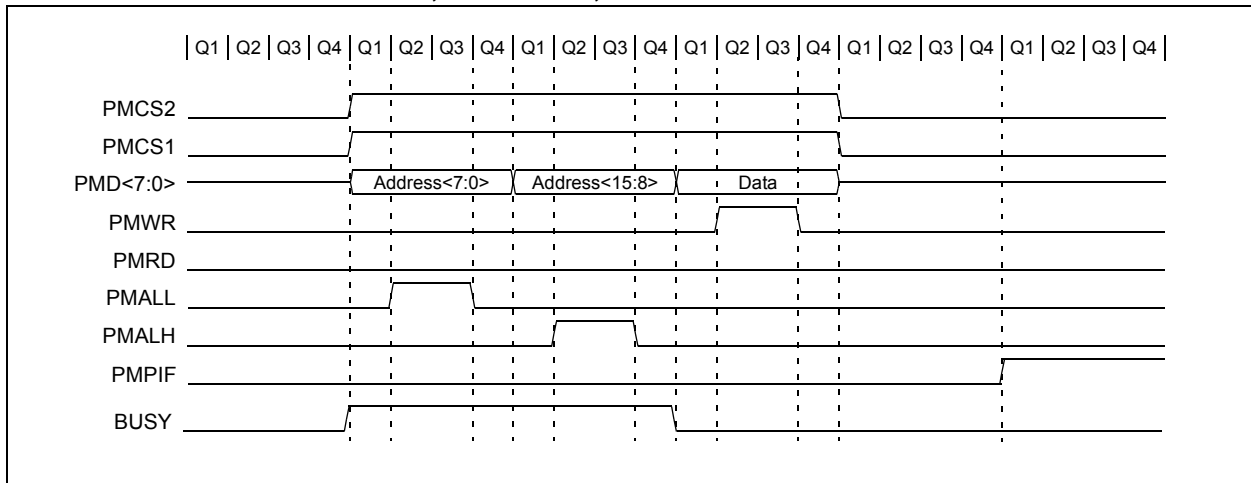 Q1 Q2 Q3 Q4 Q1 Q2 Q3 Q4 Q1 Q2 Q3 Q4 Q1 Q2 Q3 Q4 Q1 Q2 Q3 Q4 Q1 Q2 Q3 Q4
PMCS2
PMCS1
PMD<7:0> Address<7:0> Address<15:8> Data
PMWR
PMRD
PMALL
PMALH
PMPIF
BUSY